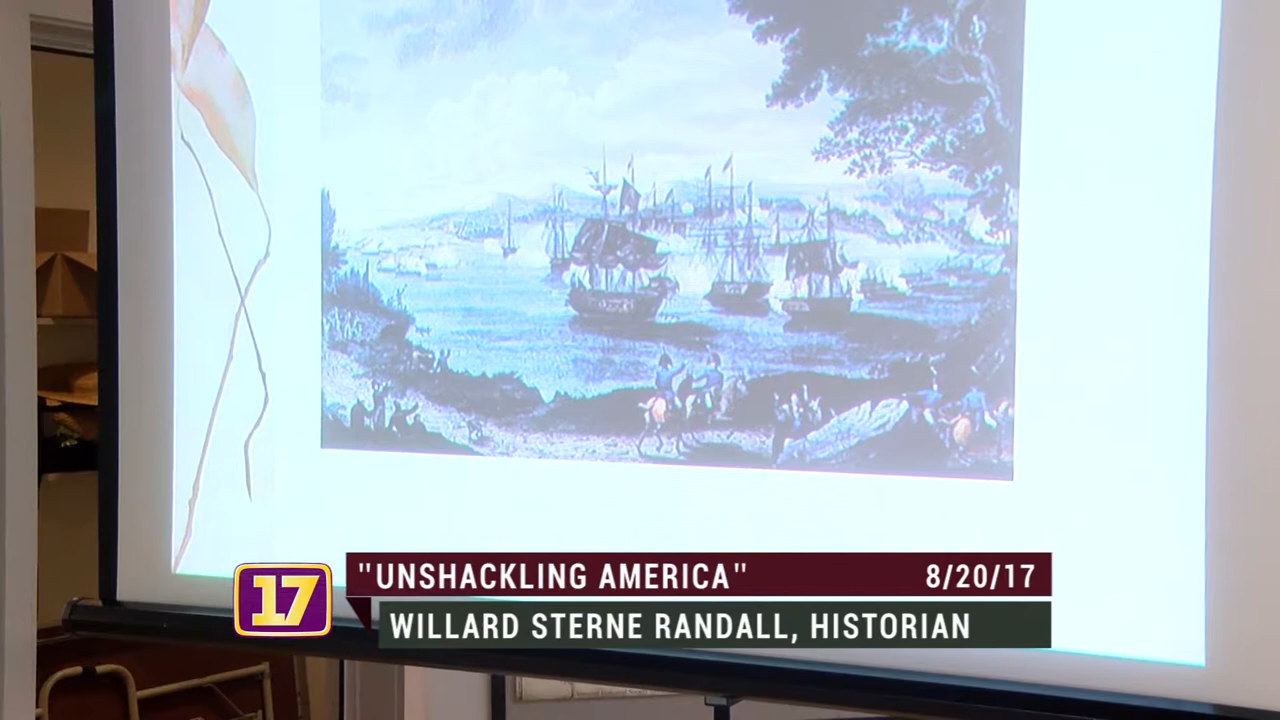 "UNSHACKLING AMERICA" 8/20/17
17
WILLARD STERNE RANDALL, HISTORIAN